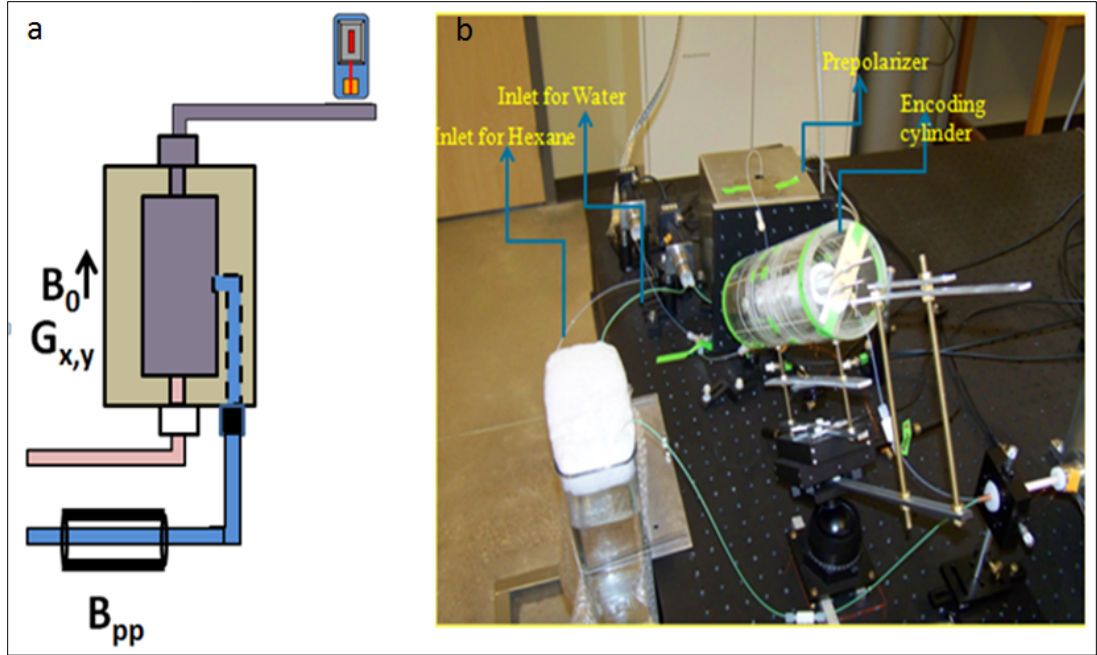 a
B0
Gx,y
Bpp
b
Prepolarizer
Inlet for Water
Encoding
cylinder
Inlet for Hexane